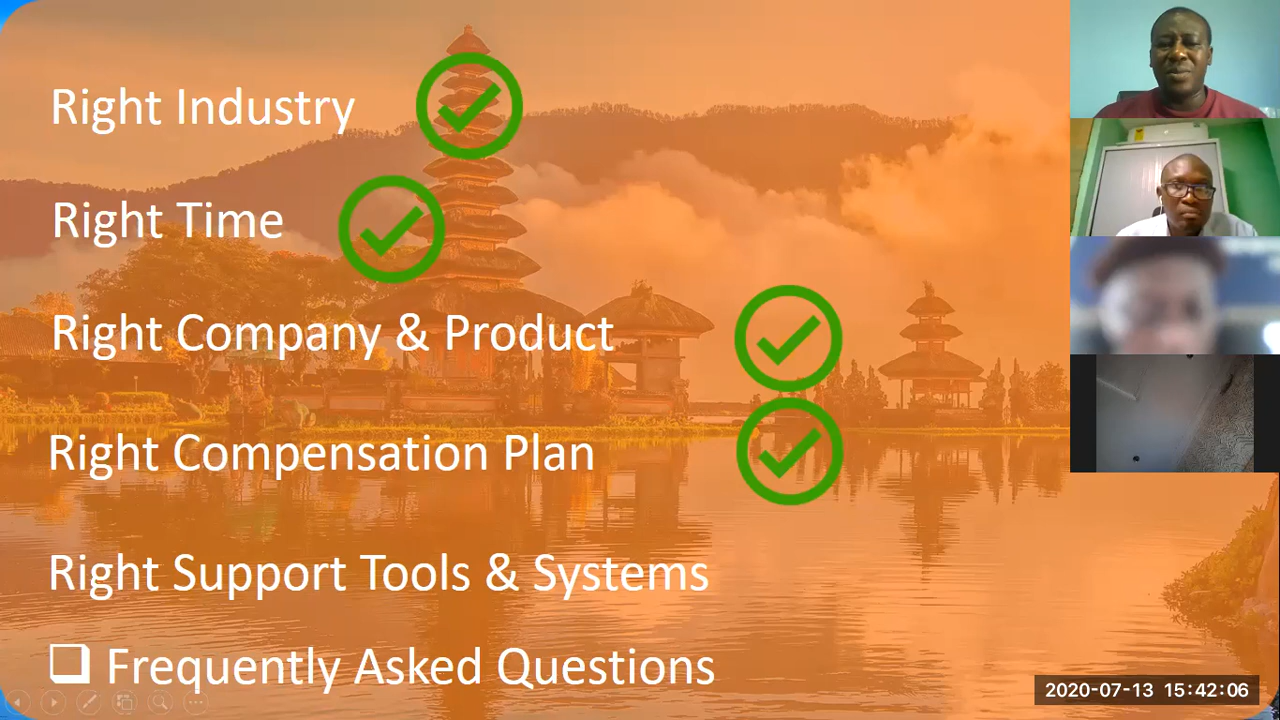 Right Industry
Right Time
Right Company & Product
Right Compensation Plan
Right Support Tools & Systems
Frequently Asked Questions
2020-07-13 15:42:06